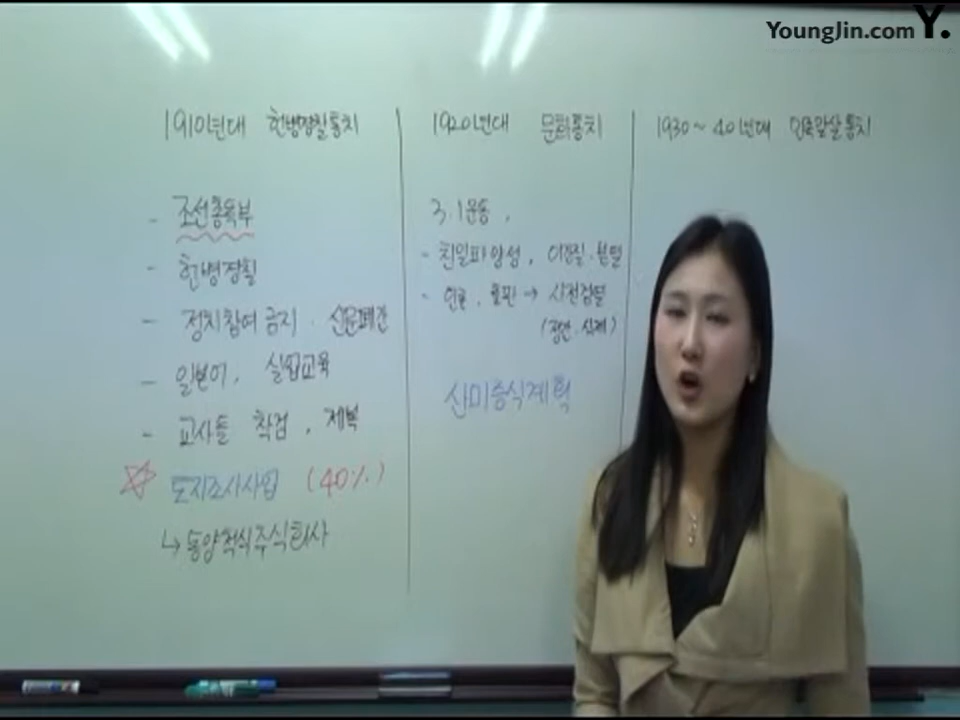 YoungJin.com Y.
1910년대 헌병경찰통치
- 조선총독부
- 헌병경찰
- 정치참여 금지. 신문폐간
- 일본어, 실업교육
- 교사들 착검, 제복
☆ 토지조사사업 (40%)
↳ 동양척식주식회사
1920년대 문화통치
3.1운동,
- 친일파 양성, 이간질.분열
- 언론, 출판 → 사전검열
(정간.삭제)
산미증식계획
1930~40년대 민족말살통치